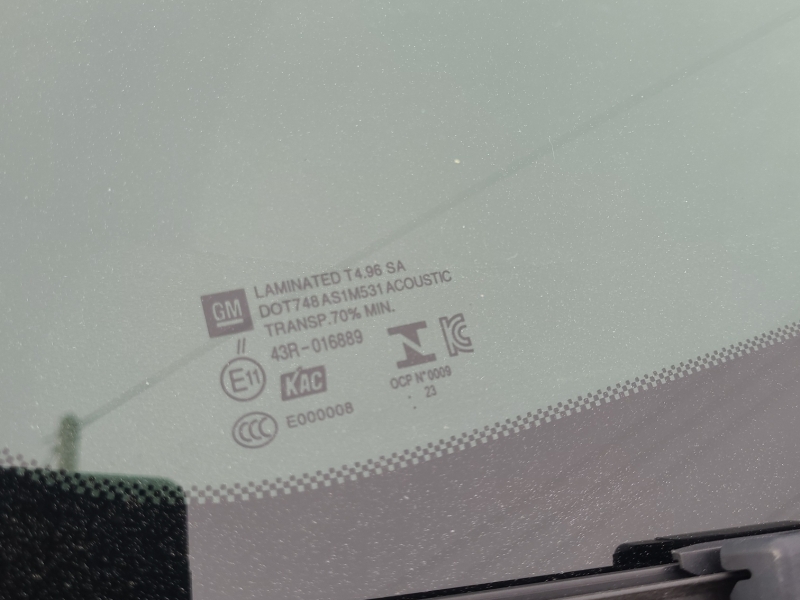 GM
LAMINATED T4.96 SA
DOT748 AS1M531 ACOUSTIC
TRANSP.70% MIN.
43R-016889
E11
KAC
OCP N°0009
23
CCC
E000008